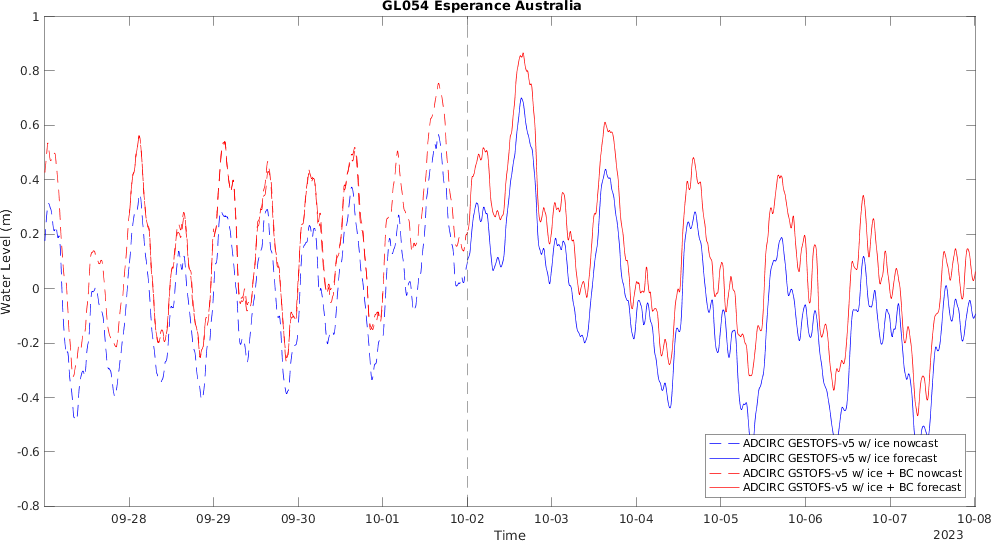 GL054 Esperance Australia
Water Level (m)
1
0.8
0.6
0.4
0.2
0
-0.2
-0.4
-0.6
-0.8
ADCIRC GESTOFS-v5 w/ ice nowcast
ADCIRC GESTOFS-v5 w/ ice forecast
ADCIRC GSTOFS-v5 w/ ice + BC nowcast
ADCIRC GSTOFS-v5 w/ ice + BC forecast
09-28 09-29 09-30 10-01 10-02 10-03 10-04 10-05 10-06 10-07 10-08
Time
2023